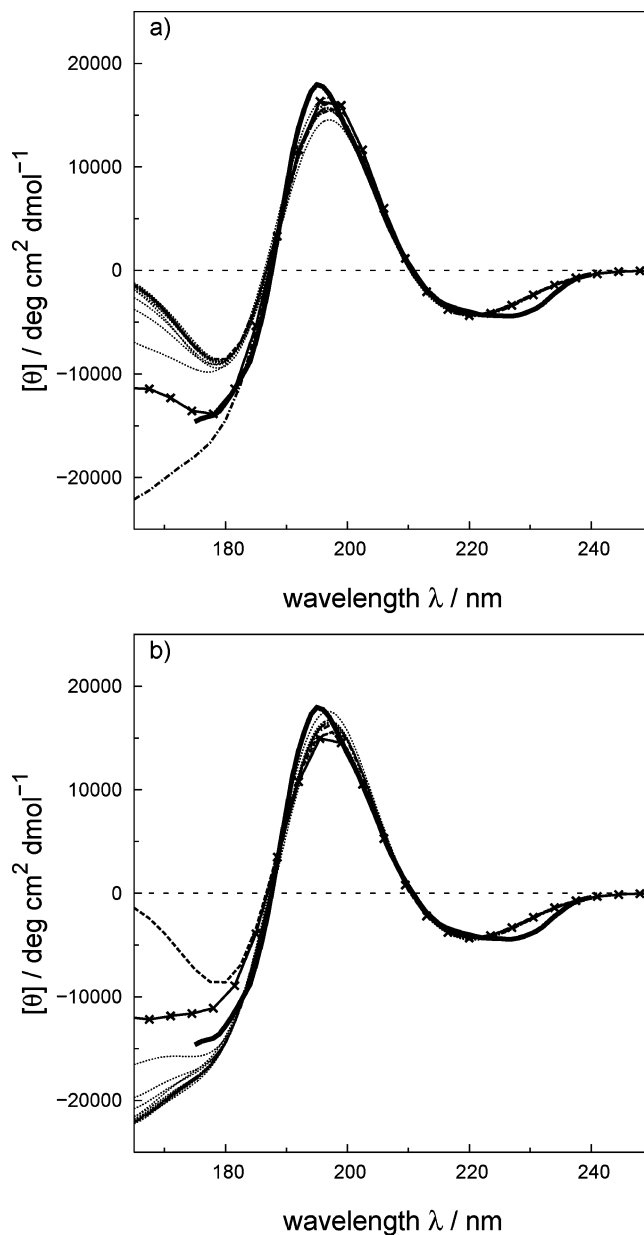 a)
20000
10000
0
−10000
−20000
[θ] / deg cm² dmol⁻¹
180 200 220 240
wavelength λ / nm
b)
20000
10000
0
−10000
−20000
[θ] / deg cm² dmol⁻¹
180 200 220 240
wavelength λ / nm